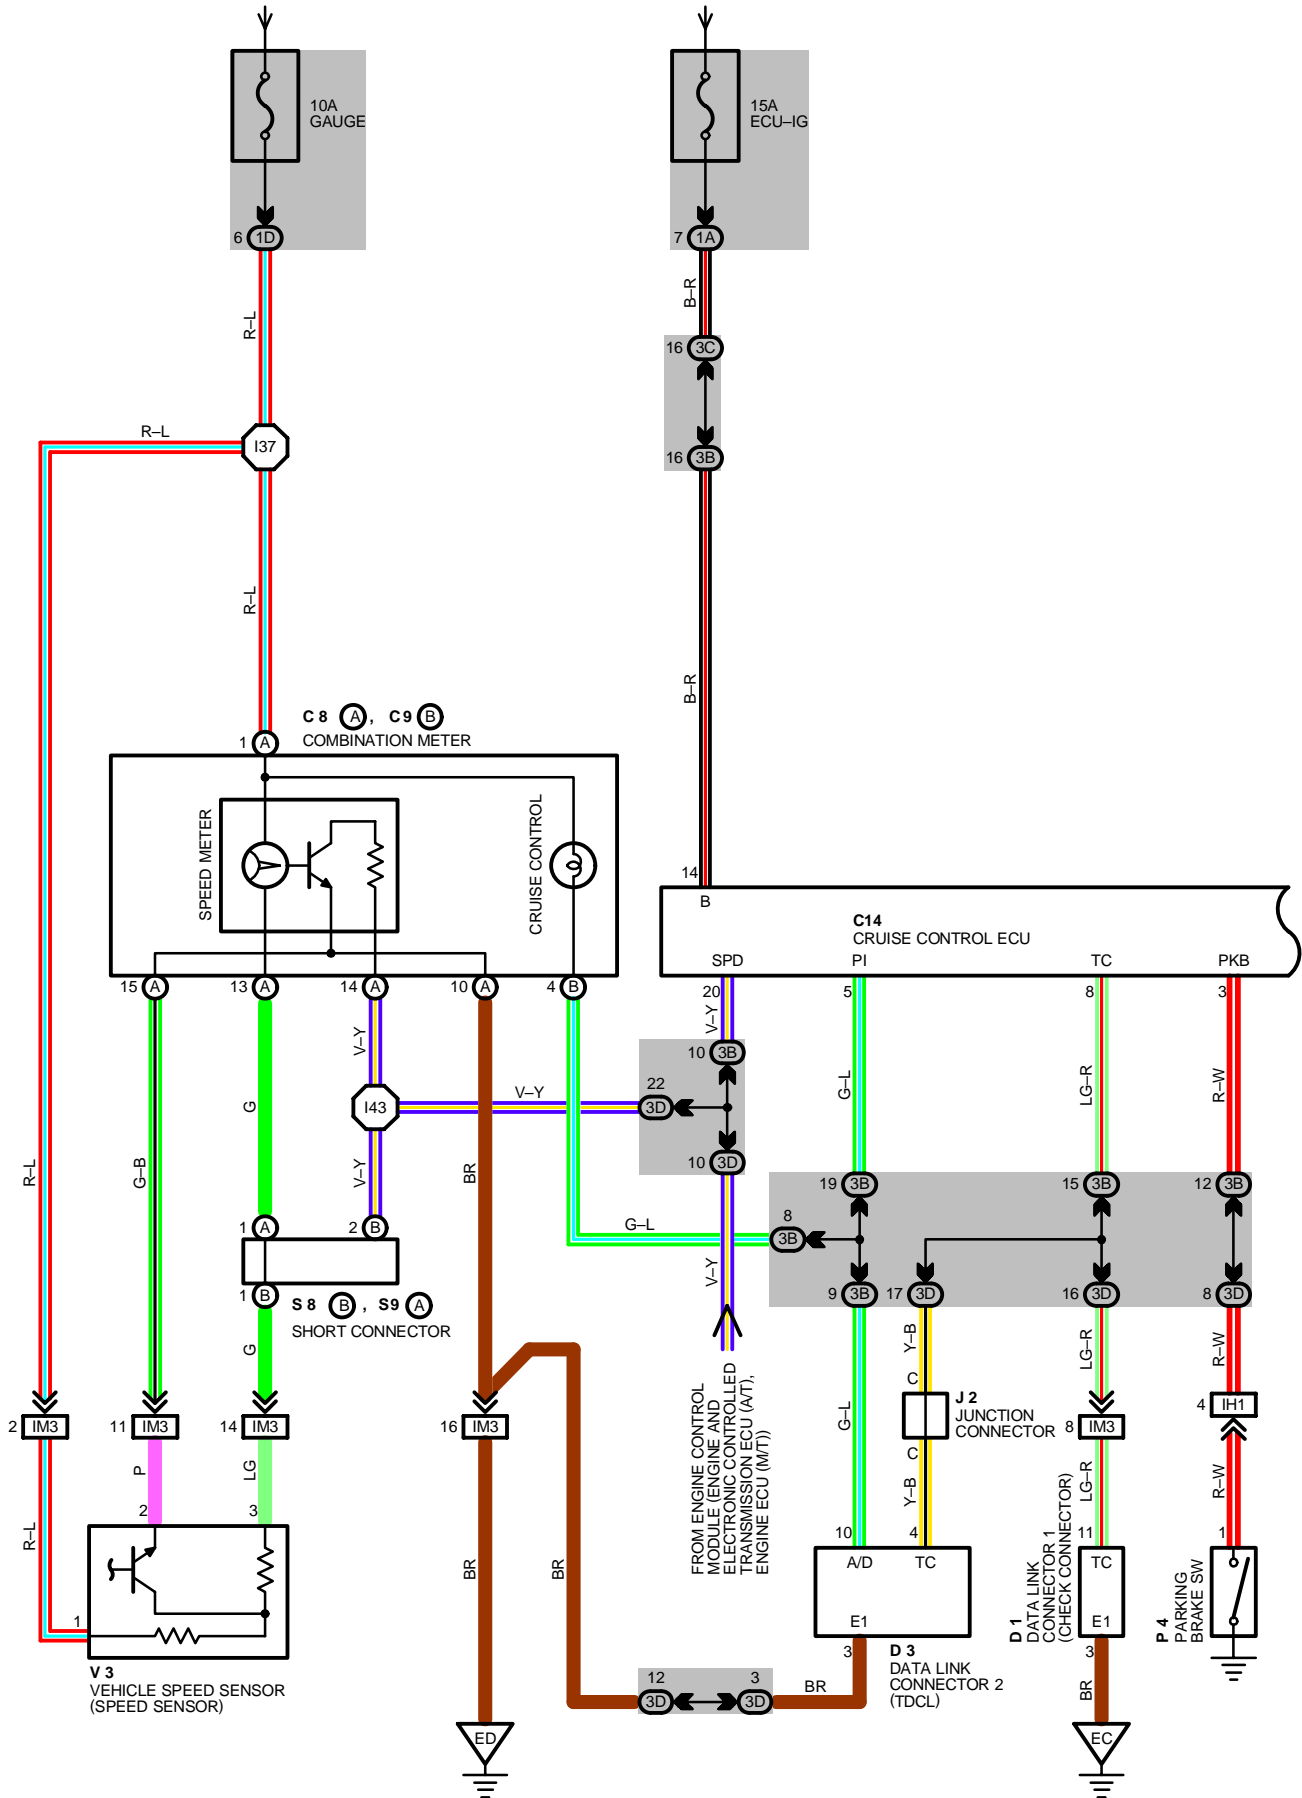 10A
GAUGE
15A
ECU–IG
6 1D
7 1A
R–L
B–R
16 3C
16 3B
R–L
I37
R–L
B–R
C 8 A , C 9 B
COMBINATION METER
1 A
SPEED METER
CRUISE CONTROL
14
B
C14
CRUISE CONTROL ECU
SPD
PI
TC
PKB
15 A
13 A
14 A
10 A
4 B
20
5
8
3
V–Y
V–Y
G–L
LG–R
R–W
10 3B
22
3D
10 3D
I43
V–Y
G
V–Y
R–L
G–B
BR
19 3B
15 3B
12 3B
8
3B
G–L
1 A
2 B
V–Y
9 3B
17 3D
16 3D
8 3D
1 B
S 8 B , S9 A
SHORT CONNECTOR
G
Y–B
LG–R
R–W
C
J 2
JUNCTION
CONNECTOR
C
2 IM3
11 IM3
14 IM3
16 IM3
8 IM3
4 IH1
FROM ENGINE CONTROL
MODULE (ENGINE AND
ELECTRONIC CONTROLLED
TRANSMISSION ECU (A/T),
ENGINE ECU (M/T))
G–L
Y–B
LG–R
R–W
P
LG
2
3
R–L
BR
BR
10
4
11
1
A/D
TC
TC
E1
E1
D 1
DATA LINK
CONNECTOR 1
(CHECK CONNECTOR)
P 4
PARKING
BRAKE SW
1
V 3
VEHICLE SPEED SENSOR
(SPEED SENSOR)
3
D 3
DATA LINK
CONNECTOR 2
(TDCL)
3
12
3D
3
3D
BR
BR
ED
EC